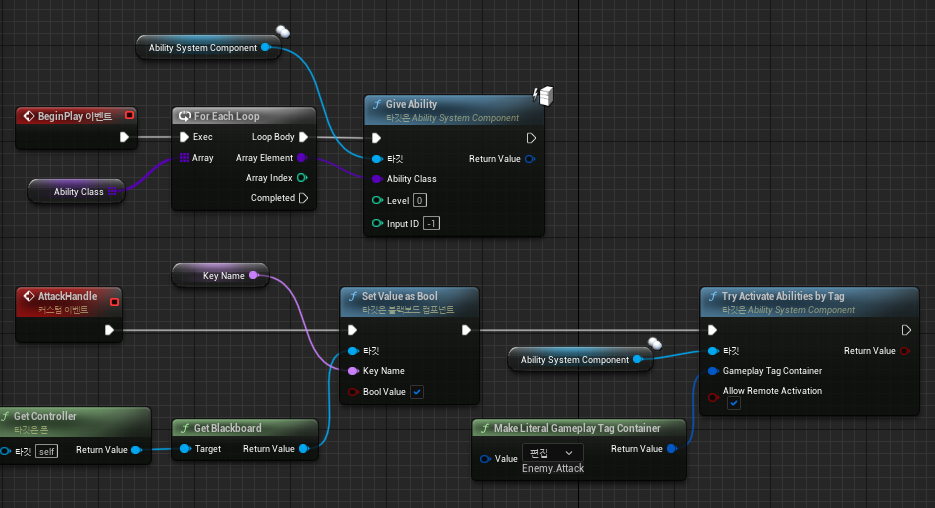 Ability System Component
Give Ability
타깃은 Ability System Component
BeginPlay 이벤트
For Each Loop
Exec
Loop Body
Array
Array Element
타깃
Return Value
Array Index
Ability Class
Ability Class
Completed
Level 0
Input ID -1
Key Name
AttackHandle
커스텀 이벤트
Set Value as Bool
타깃은 블랙보드 컴포넌트
Try Activate Abilities by Tag
타깃은 Ability System Component
타깃
Key Name
Bool Value
Ability System Component
타깃
Return Value
Gameplay Tag Container
Allow Remote Activation
Get Controller
타깃은 폰
타깃 self
Return Value
Get Blackboard
Target
Return Value
Make Literal Gameplay Tag Container
Value
편집
Return Value
Enemy.Attack